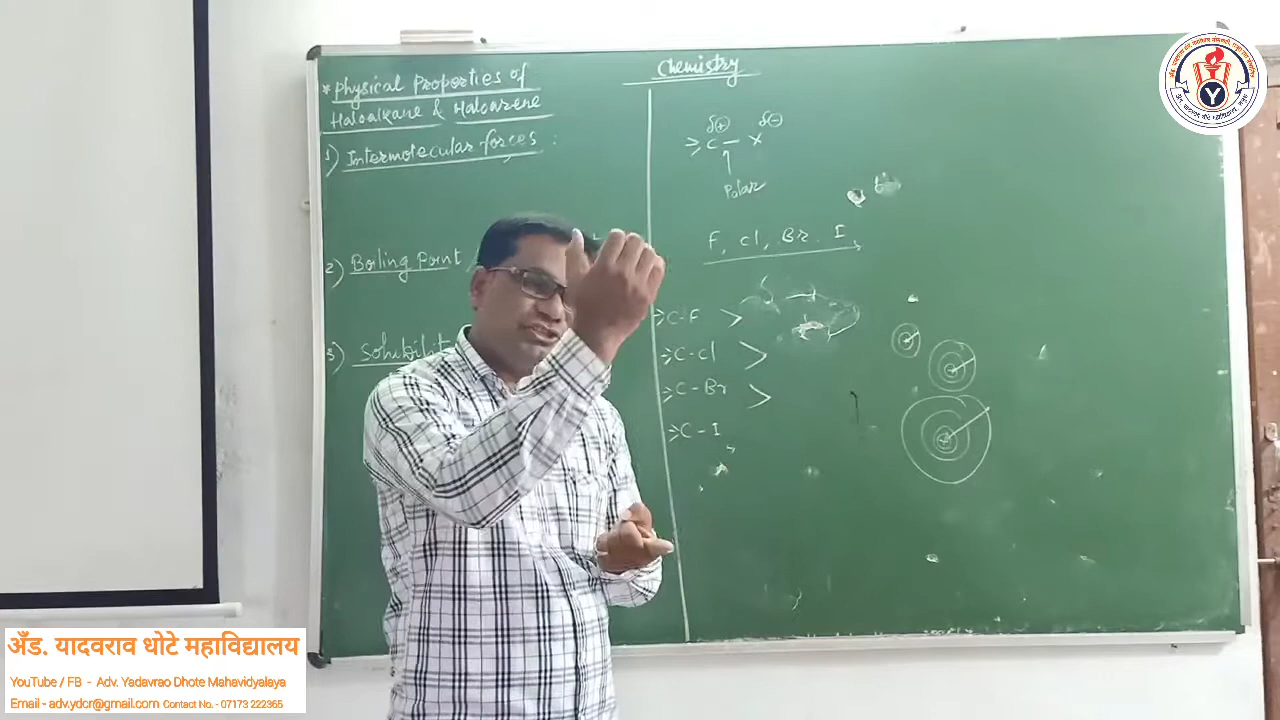 Chemistry
* Physical Properties of
Haloalkane & Haloarene
1) Intermolecular forces :
2) Boiling Point
3)
δ(+) δ(-)
C - X
Polar
F, Cl, Br, I,
C-F >
C-Cl >
C-Br >
C-I,
अँड. यादवराव धोटे महाविद्यालय
YouTube / FB - Adv. Yadavrao Dhote Mahavidyalaya
Email - adv.ydcr@gmail.com Contact No. - 07173 222365
Y